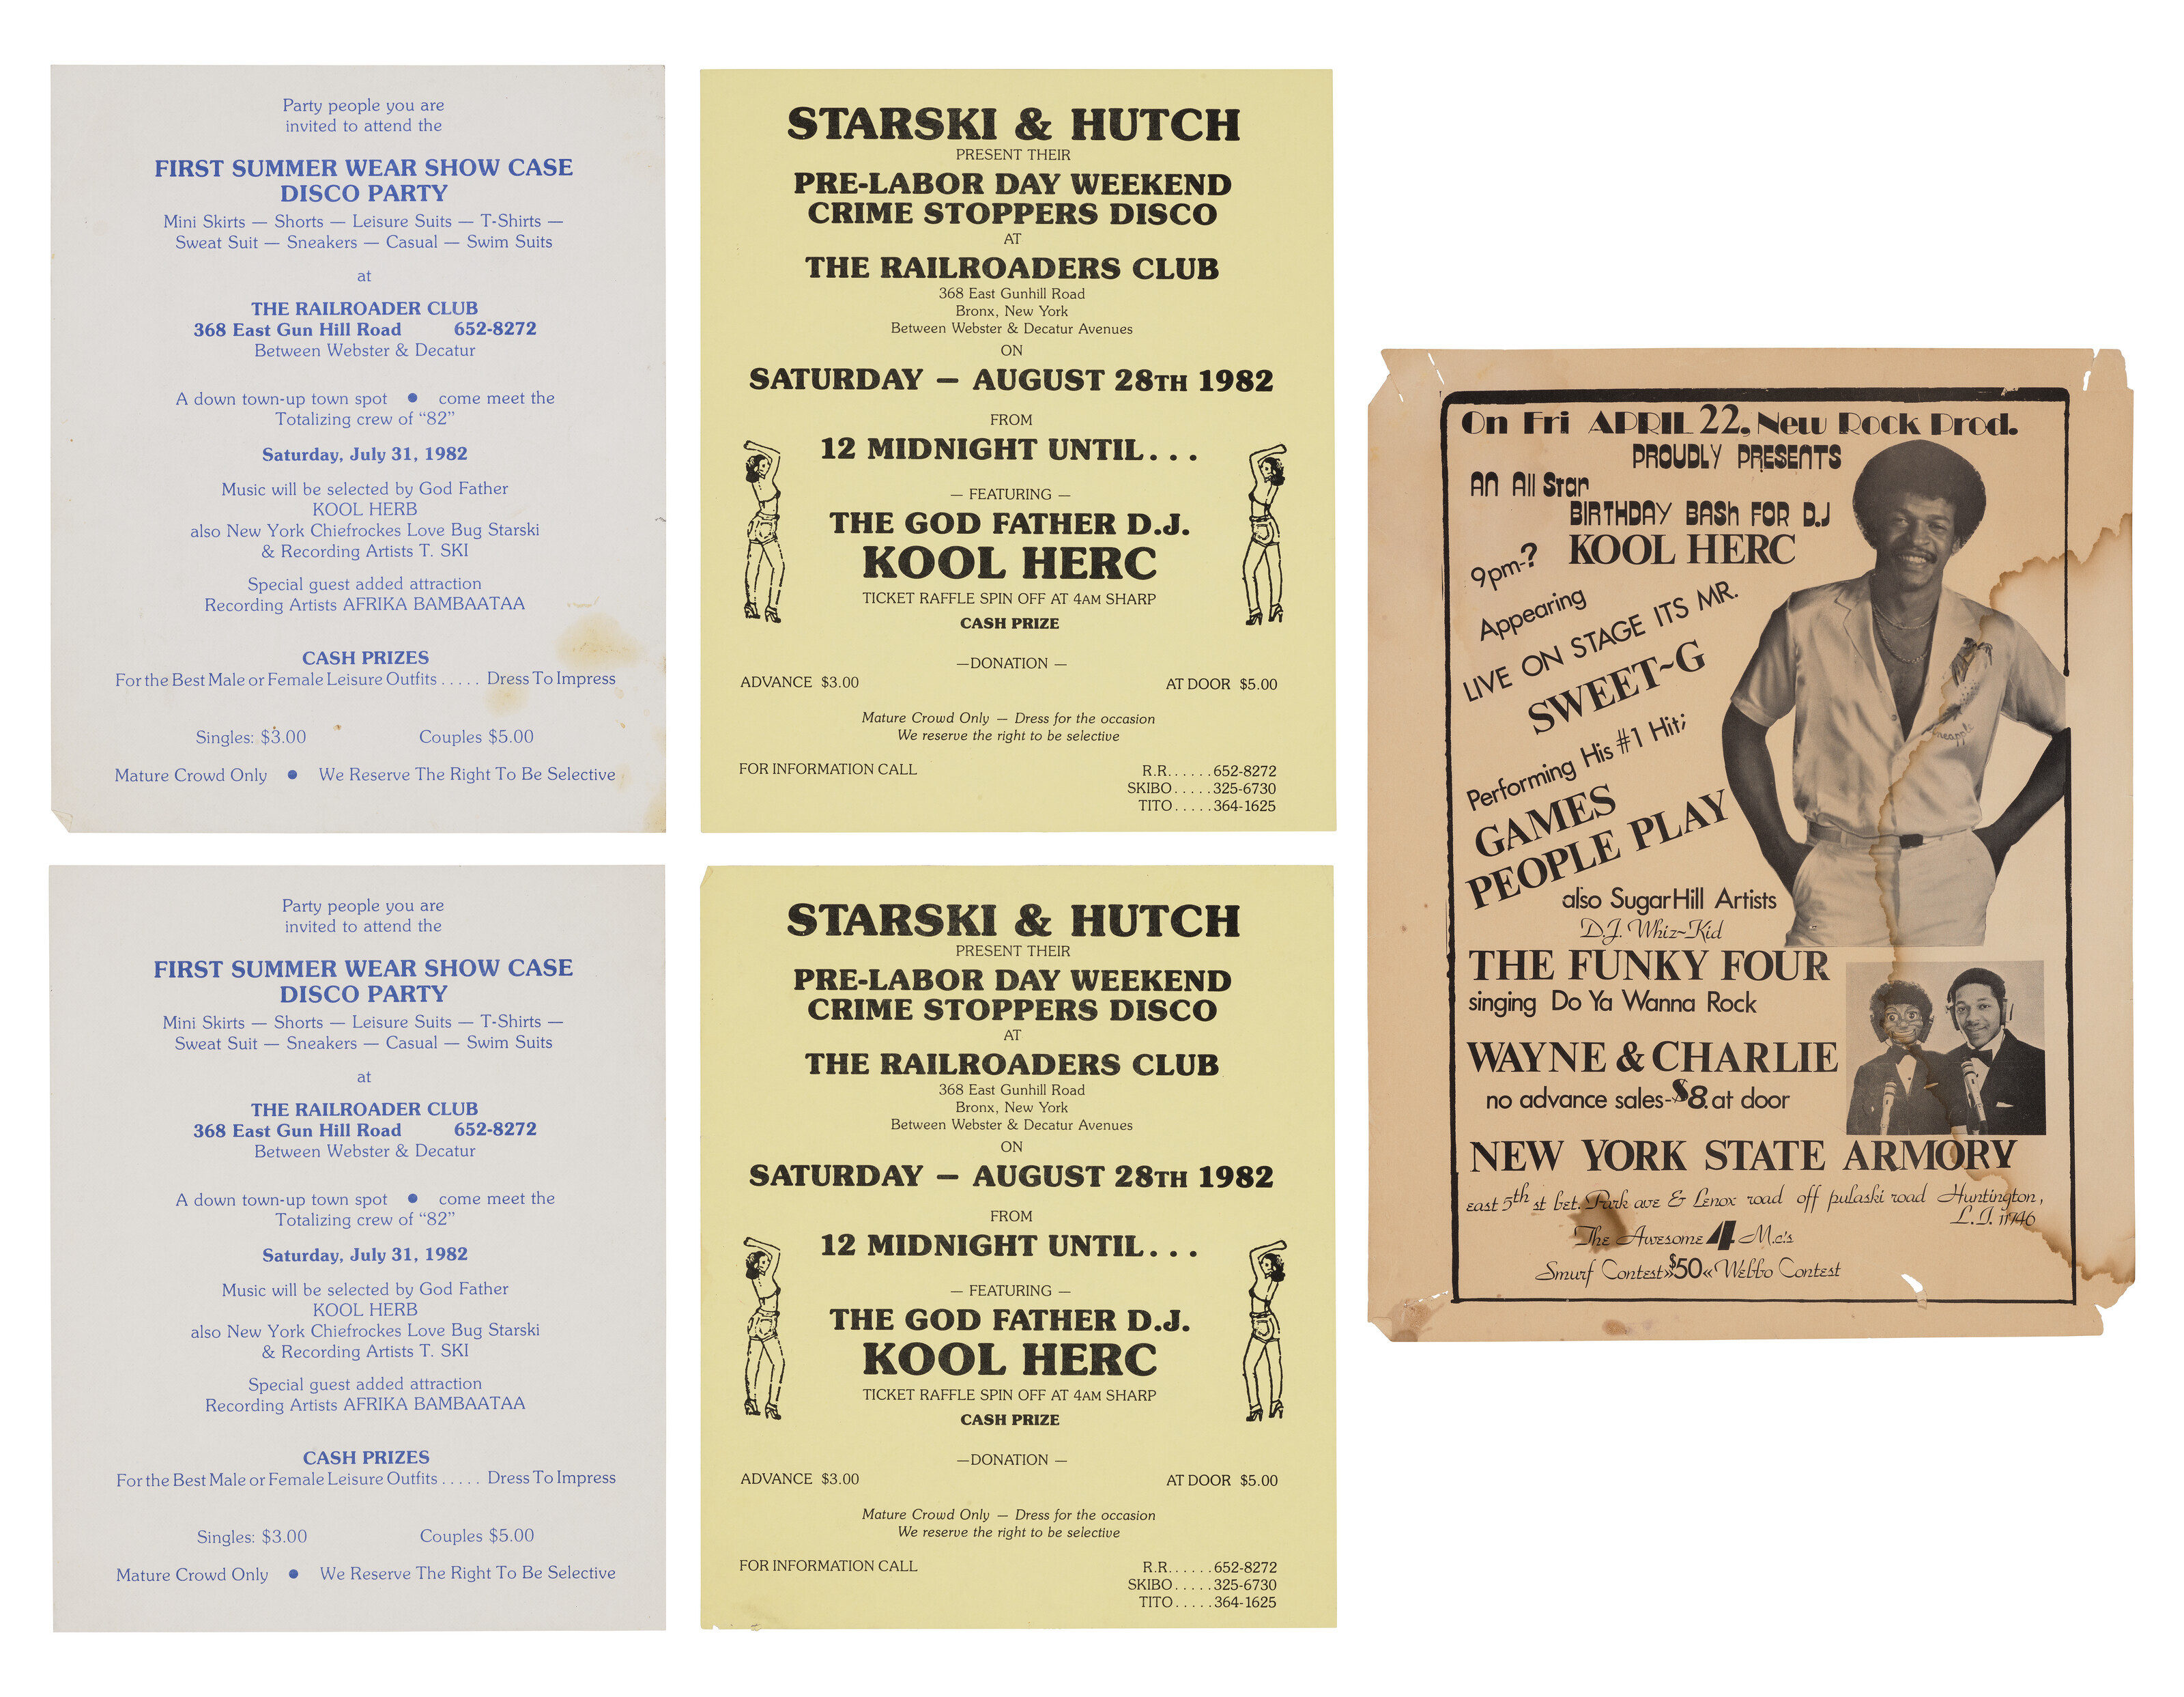 Party people you are
invited to attend the
FIRST SUMMER WEAR SHOW CASE
DISCO PARTY
Mini Skirts — Shorts — Leisure Suits — T-Shirts —
Sweat Suit — Sneakers — Casual — Swim Suits
at
THE RAILROADER CLUB
368 East Gun Hill Road 652-8272
Between Webster & Decatur
A down town-up town spot • come meet the
Totalizing crew of “82”
Saturday, July 31, 1982
Music will be selected by God Father
KOOL HERB
also New York Chiefrockes Love Bug Starski
& Recording Artists T. SKI
Special guest added attraction
Recording Artists AFRIKA BAMBAATAA
CASH PRIZES
For the Best Male or Female Leisure Outfits ..... Dress To Impress
Singles: $3.00 Couples $5.00
Mature Crowd Only • We Reserve The Right To Be Selective
STARSKI & HUTCH
PRESENT THEIR
PRE-LABOR DAY WEEKEND
CRIME STOPPERS DISCO
AT
THE RAILROADERS CLUB
368 East Gunhill Road
Bronx, New York
Between Webster & Decatur Avenues
ON
SATURDAY — AUGUST 28TH 1982
FROM
12 MIDNIGHT UNTIL...
— FEATURING —
THE GOD FATHER D.J.
KOOL HERC
TICKET RAFFLE SPIN OFF AT 4AM SHARP
CASH PRIZE
—DONATION —
ADVANCE $3.00 AT DOOR $5.00
Mature Crowd Only — Dress for the occasion
We reserve the right to be selective
FOR INFORMATION CALL R.R......652-8272
SKIBO.....325-6730
TITO.....364-1625
Party people you are
invited to attend the
FIRST SUMMER WEAR SHOW CASE
DISCO PARTY
Mini Skirts — Shorts — Leisure Suits — T-Shirts —
Sweat Suit — Sneakers — Casual — Swim Suits
at
THE RAILROADER CLUB
368 East Gun Hill Road 652-8272
Between Webster & Decatur
A down town-up town spot • come meet the
Totalizing crew of “82”
Saturday, July 31, 1982
Music will be selected by God Father
KOOL HERB
also New York Chiefrockes Love Bug Starski
& Recording Artists T. SKI
Special guest added attraction
Recording Artists AFRIKA BAMBAATAA
CASH PRIZES
For the Best Male or Female Leisure Outfits ..... Dress To Impress
Singles: $3.00 Couples $5.00
Mature Crowd Only • We Reserve The Right To Be Selective
STARSKI & HUTCH
PRESENT THEIR
PRE-LABOR DAY WEEKEND
CRIME STOPPERS DISCO
AT
THE RAILROADERS CLUB
368 East Gunhill Road
Bronx, New York
Between Webster & Decatur Avenues
ON
SATURDAY — AUGUST 28TH 1982
FROM
12 MIDNIGHT UNTIL...
— FEATURING —
THE GOD FATHER D.J.
KOOL HERC
TICKET RAFFLE SPIN OFF AT 4AM SHARP
CASH PRIZE
—DONATION —
ADVANCE $3.00 AT DOOR $5.00
Mature Crowd Only — Dress for the occasion
We reserve the right to be selective
FOR INFORMATION CALL R.R......652-8272
SKIBO.....325-6730
TITO.....364-1625
On Fri APRIL 22, New Rock Prod.
PROUDLY PRESENTS
An All Star
BIRTHDAY BASh FOR D.J
KOOL HERC
9pm-?
Appearing
LIVE ON STAGE ITS MR.
SWEET~G
Performing His #1 Hit;
GAMES
PEOPLE PLAY
also SugarHill Artists
D.J. Whiz~Kid
THE FUNKY FOUR
singing Do Ya Wanna Rock
WAYNE & CHARLIE
no advance sales-$8. at door
NEW YORK STATE ARMORY
east 5th st bet. Park ave & Lenox road off pulaski road Huntington,
L.I. 11746
The Awesome 4 M.c's
Smurf Contest»$50«Webbo Contest